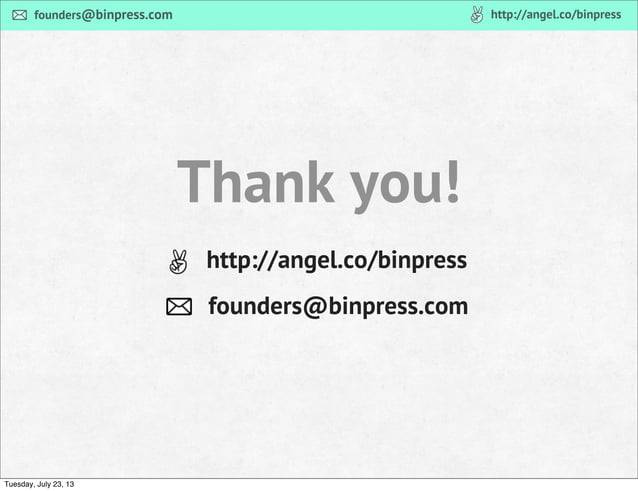 founders@binpress.com
http://angel.co/binpress
Thank you!
http://angel.co/binpress
founders@binpress.com
Tuesday, July 23, 13